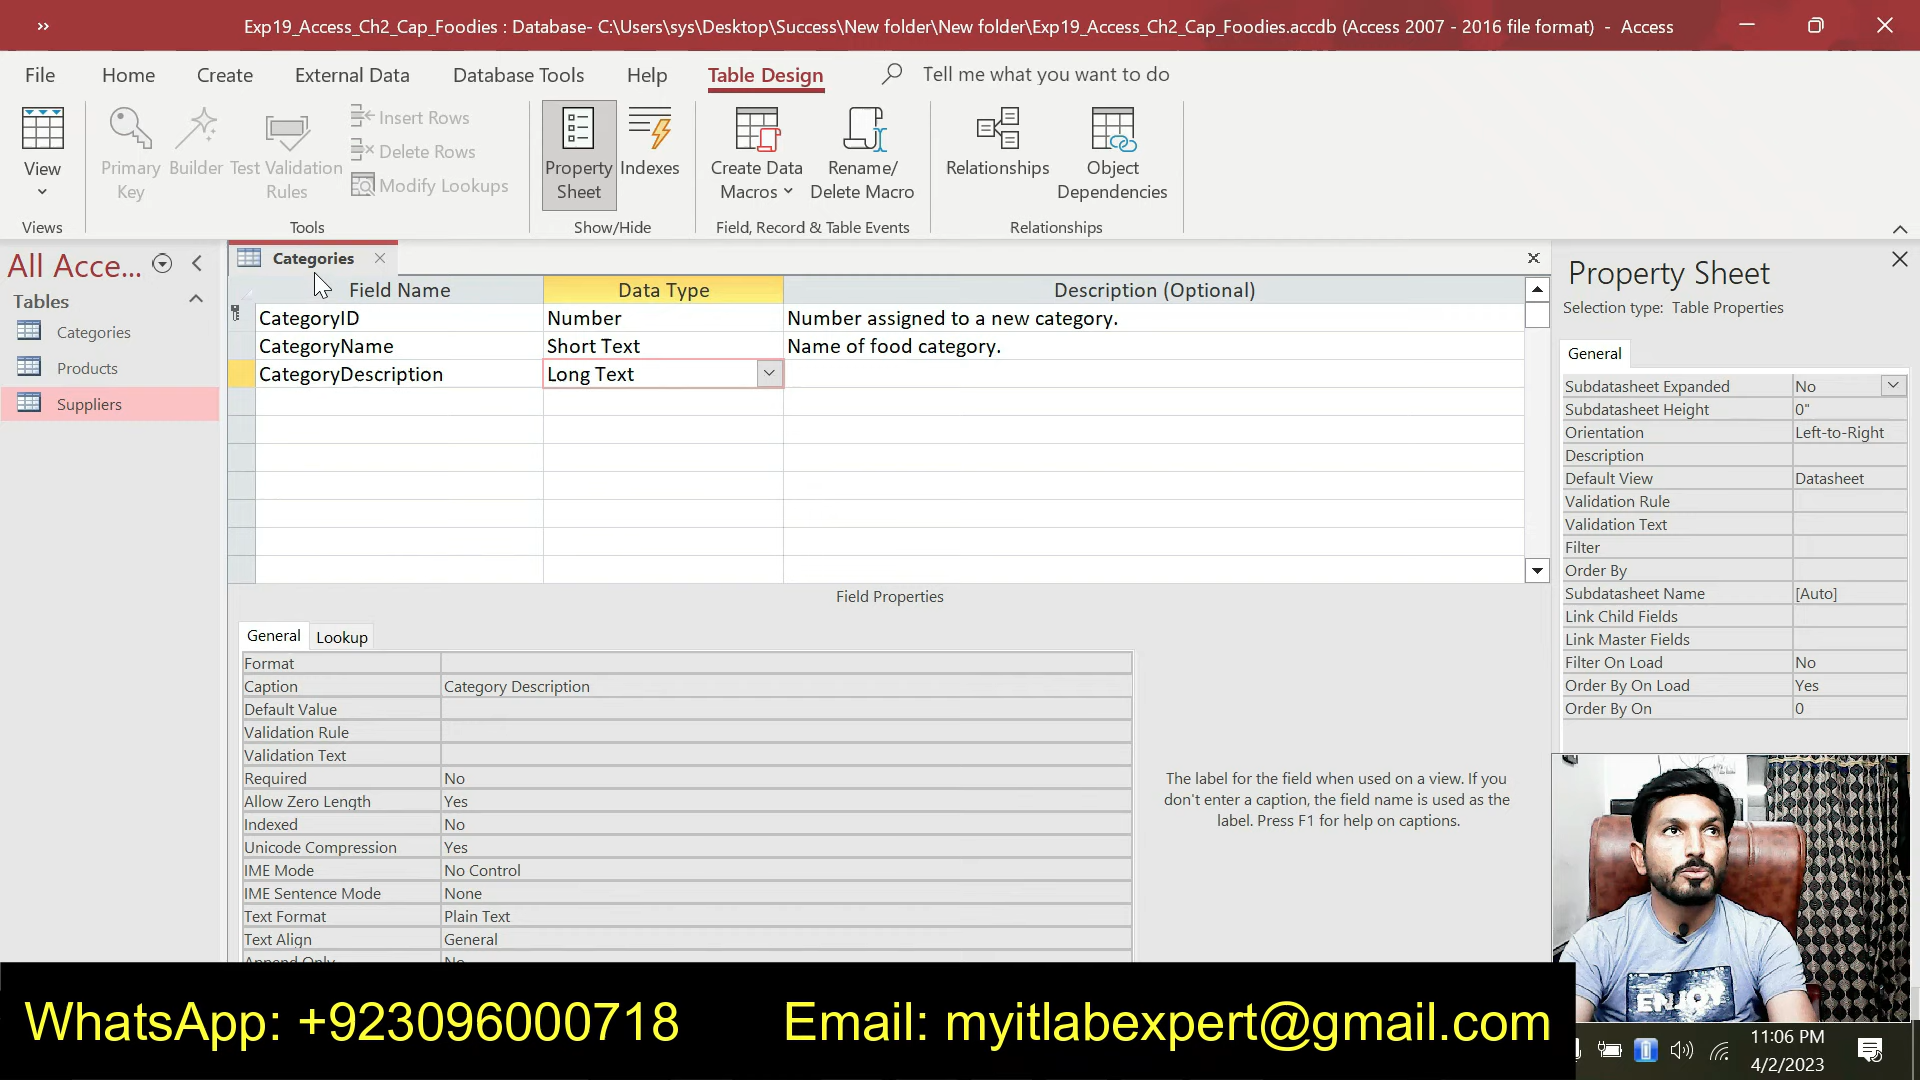 Exp19_Access_Ch2_Cap_Foodies : Database- C:\Users\sys\Desktop\Success\New folder\New folder\Exp19_Access_Ch2_Cap_Foodies.accdb (Access 2007 - 2016 file format) - Access
File Home Create External Data Database Tools Help Table Design Tell me what you want to do
View
Primary Key
Builder
Test Validation Rules
Insert Rows
Delete Rows
Modify Lookups
Property Sheet
Indexes
Create Data Macros
Rename/ Delete Macro
Relationships
Object Dependencies
Views Tools Show/Hide Field, Record & Table Events Relationships
All Acce...
Tables
Categories
Products
Suppliers
Categories
Field Name Data Type Description (Optional)
CategoryID Number Number assigned to a new category.
CategoryName Short Text Name of food category.
CategoryDescription Long Text
Field Properties
General Lookup
Format
Caption Category Description
Default Value
Validation Rule
Validation Text
Required No
Allow Zero Length Yes
Indexed No
Unicode Compression Yes
IME Mode No Control
IME Sentence Mode None
Text Format Plain Text
Text Align General
Append Only No
The label for the field when used on a view. If you
don't enter a caption, the field name is used as the
label. Press F1 for help on captions.
Property Sheet
Selection type: Table Properties
General
Subdatasheet Expanded No
Subdatasheet Height 0"
Orientation Left-to-Right
Description
Default View Datasheet
Validation Rule
Validation Text
Filter
Order By
Subdatasheet Name [Auto]
Link Child Fields
Link Master Fields
Filter On Load No
Order By On Load Yes
Order By On 0
ENJOY
WhatsApp: +923096000718 Email: myitlabexpert@gmail.com
11:06 PM
4/2/2023